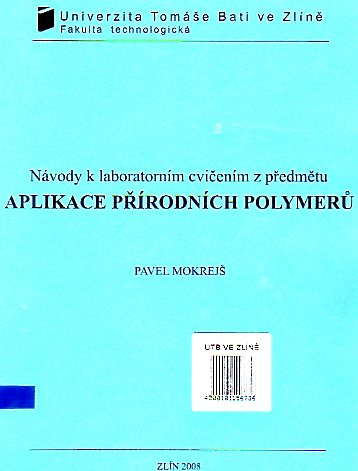 Univerzita Tomáše Bati ve Zlíně
Fakulta technologická
Návody k laboratorním cvičením z předmětu
APLIKACE PŘÍRODNÍCH POLYMERŮ
PAVEL MOKREJŠ
UTB VE ZLÍNĚ
ZLÍN 2008